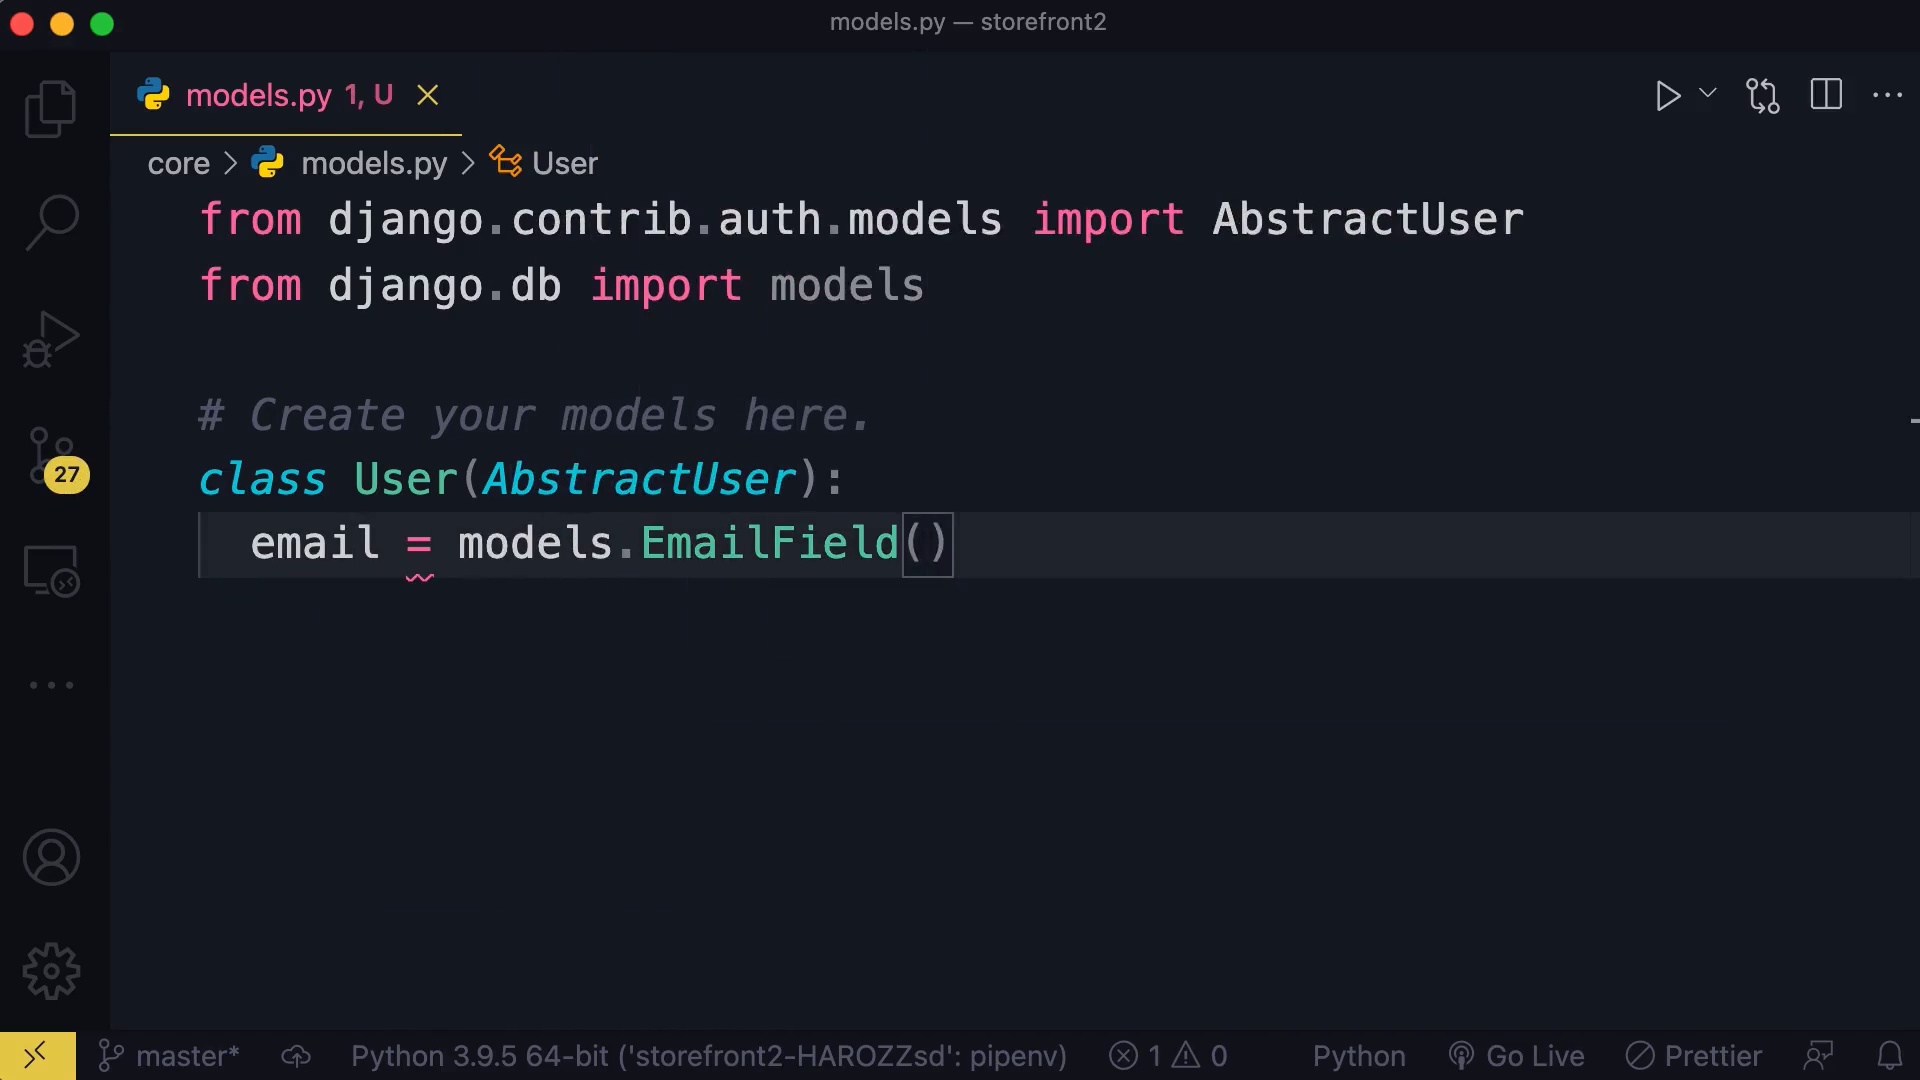 models.py — storefront2
models.py 1, U
core > models.py > User
from django.contrib.auth.models import AbstractUser
from django.db import models
# Create your models here.
class User(AbstractUser):
email = models.EmailField()
27
master* Python 3.9.5 64-bit ('storefront2-HAROZZsd': pipenv) 1 0 Python Go Live Prettier